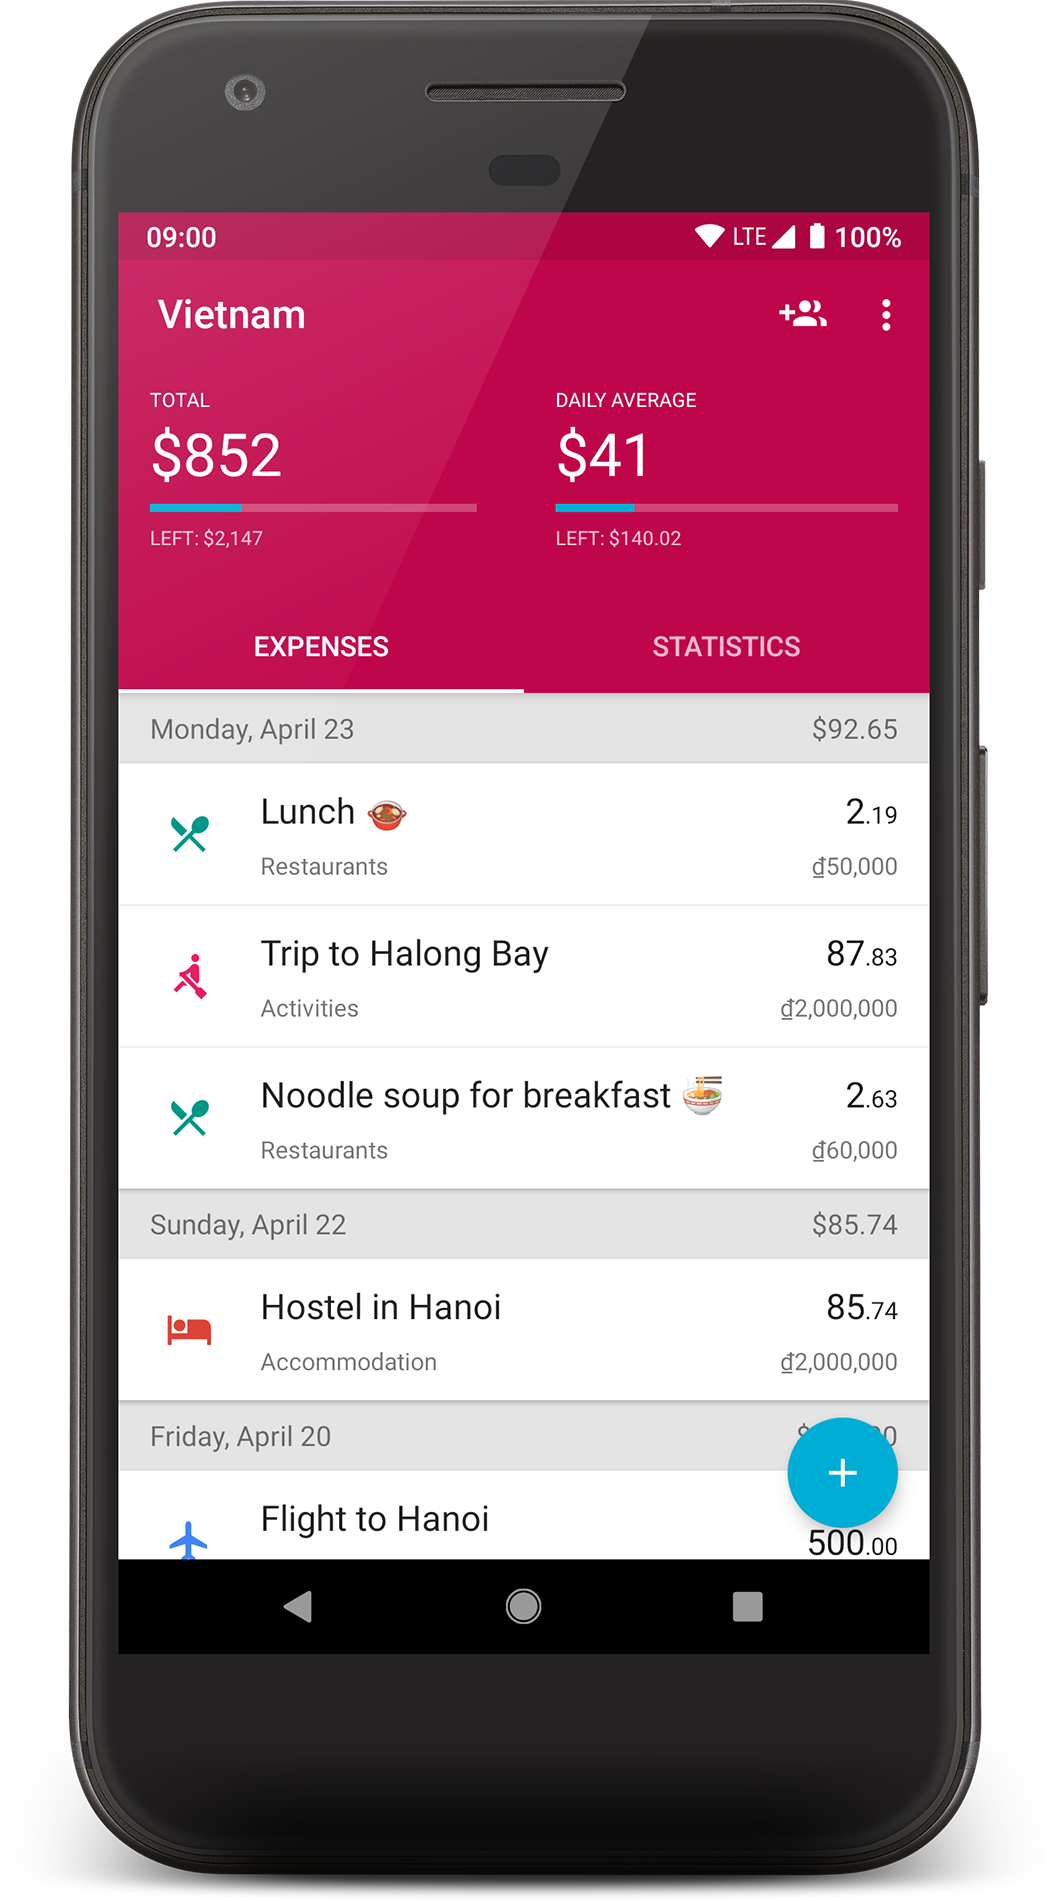 09:00 LTE 100%
Vietnam
TOTAL
$852
LEFT: $2,147
DAILY AVERAGE
$41
LEFT: $140.02
EXPENSES STATISTICS
Monday, April 23 $92.65
Lunch 2.19
Restaurants ₫50,000
Trip to Halong Bay 87.83
Activities ₫2,000,000
Noodle soup for breakfast 2.63
Restaurants ₫60,000
Sunday, April 22 $85.74
Hostel in Hanoi 85.74
Accommodation ₫2,000,000
Friday, April 20
Flight to Hanoi
500.00